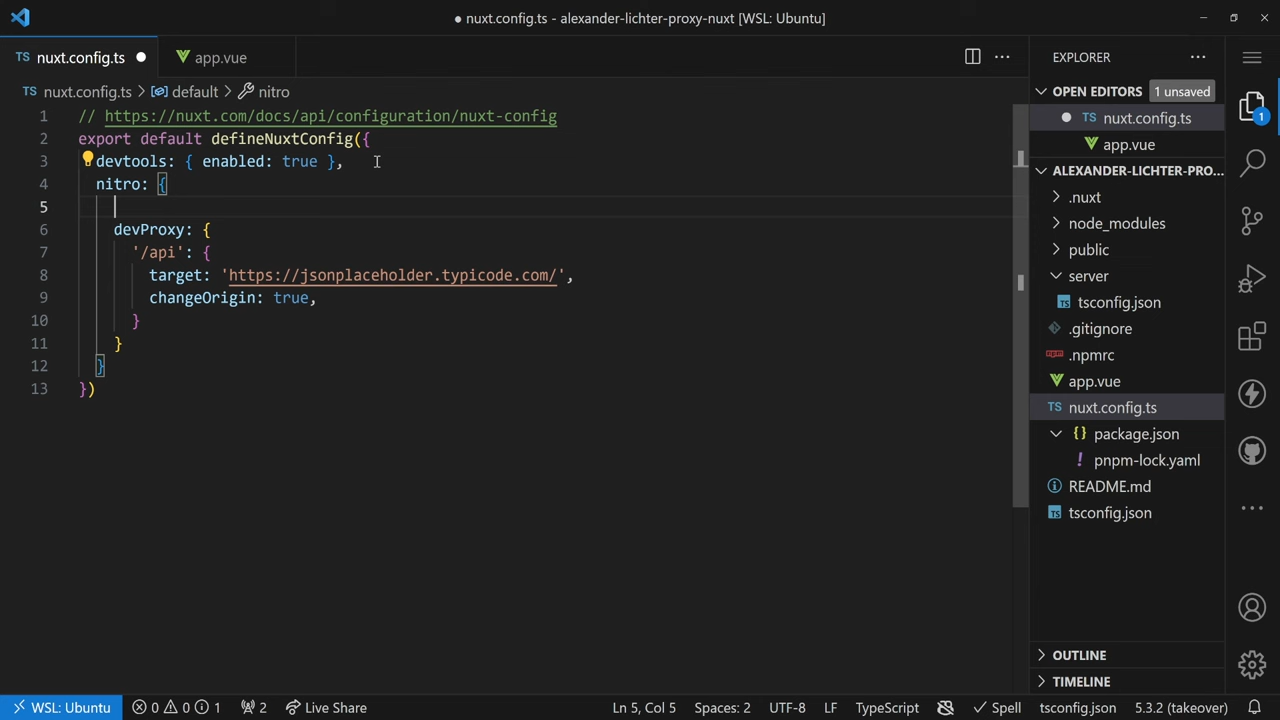 nuxt.config.ts - alexander-lichter-proxy-nuxt [WSL: Ubuntu]
TS nuxt.config.ts
app.vue
EXPLORER
TS nuxt.config.ts > default > nitro
1 // https://nuxt.com/docs/api/configuration/nuxt-config
2 export default defineNuxtConfig({
3 devtools: { enabled: true },
4 nitro: {
5
6 devProxy: {
7 '/api': {
8 target: 'https://jsonplaceholder.typicode.com/',
9 changeOrigin: true,
10 }
11 }
12 }
13 })
OPEN EDITORS 1 unsaved
TS nuxt.config.ts
app.vue
ALEXANDER-LICHTER-PRO...
.nuxt
node_modules
public
server
TS tsconfig.json
.gitignore
.npmrc
app.vue
TS nuxt.config.ts
{} package.json
! pnpm-lock.yaml
README.md
TS tsconfig.json
OUTLINE
TIMELINE
1
WSL: Ubuntu 0 0 1 2 Live Share Ln 5, Col 5 Spaces: 2 UTF-8 LF TypeScript Spell tsconfig.json 5.3.2 (takeover)